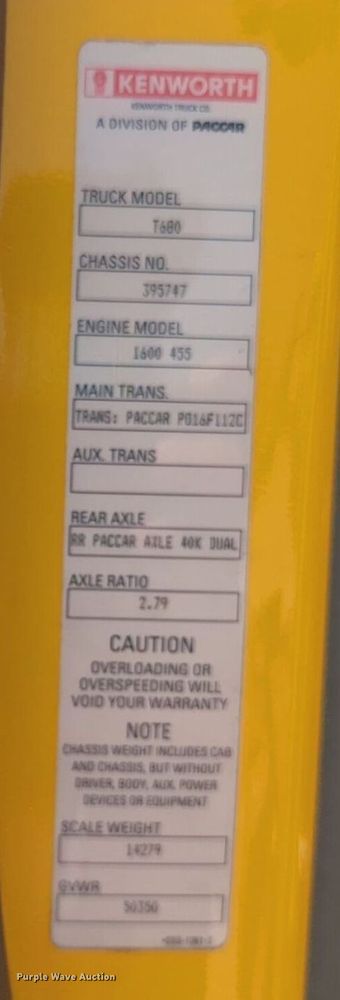 KENWORTH
KENWORTH TRUCK CO.
A DIVISION OF PACCAR
TRUCK MODEL
T680
CHASSIS NO.
395747
ENGINE MODEL
I600 455
MAIN TRANS.
TRANS: PACCAR PO16F112C
AUX. TRANS
REAR AXLE
RR PACCAR AXLE 40K DUAL
AXLE RATIO
2.79
CAUTION
OVERLOADING OR
OVERSPEEDING WILL
VOID YOUR WARRANTY
NOTE
CHASSIS WEIGHT INCLUDES CAB
AND CHASSIS, BUT WITHOUT
DRIVER, BODY, AUX. POWER
DEVICES OR EQUIPMENT
SCALE WEIGHT
14279
GVWR
50350
Purple Wave Auction